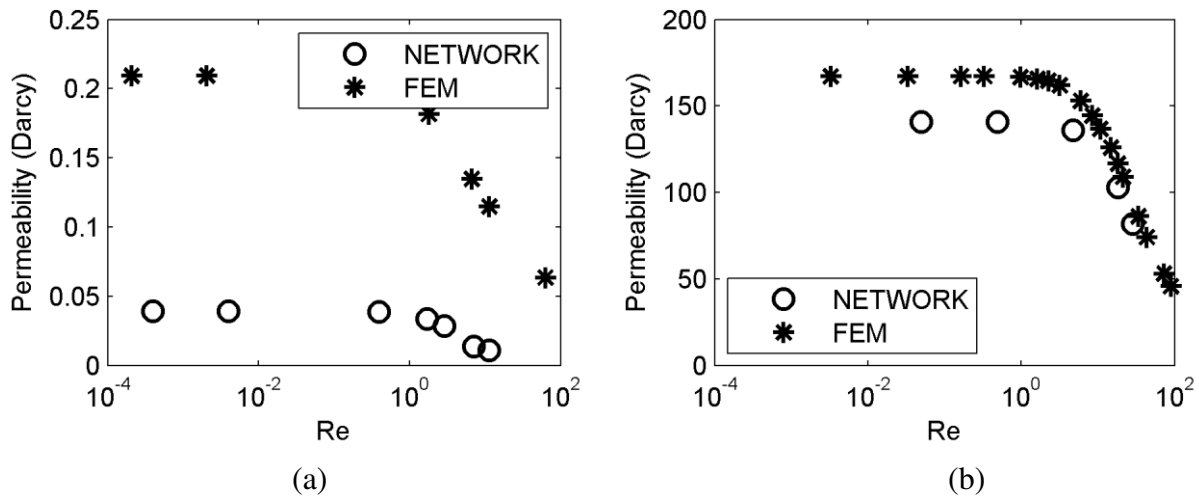 0.25
0.2
0.15
0.1
0.05
0
Permeability (Darcy)
NETWORK
FEM
10^-4
10^-2
10^0
10^2
Re
(a)
200
150
100
50
0
Permeability (Darcy)
NETWORK
FEM
10^-4
10^-2
10^0
10^2
Re
(b)